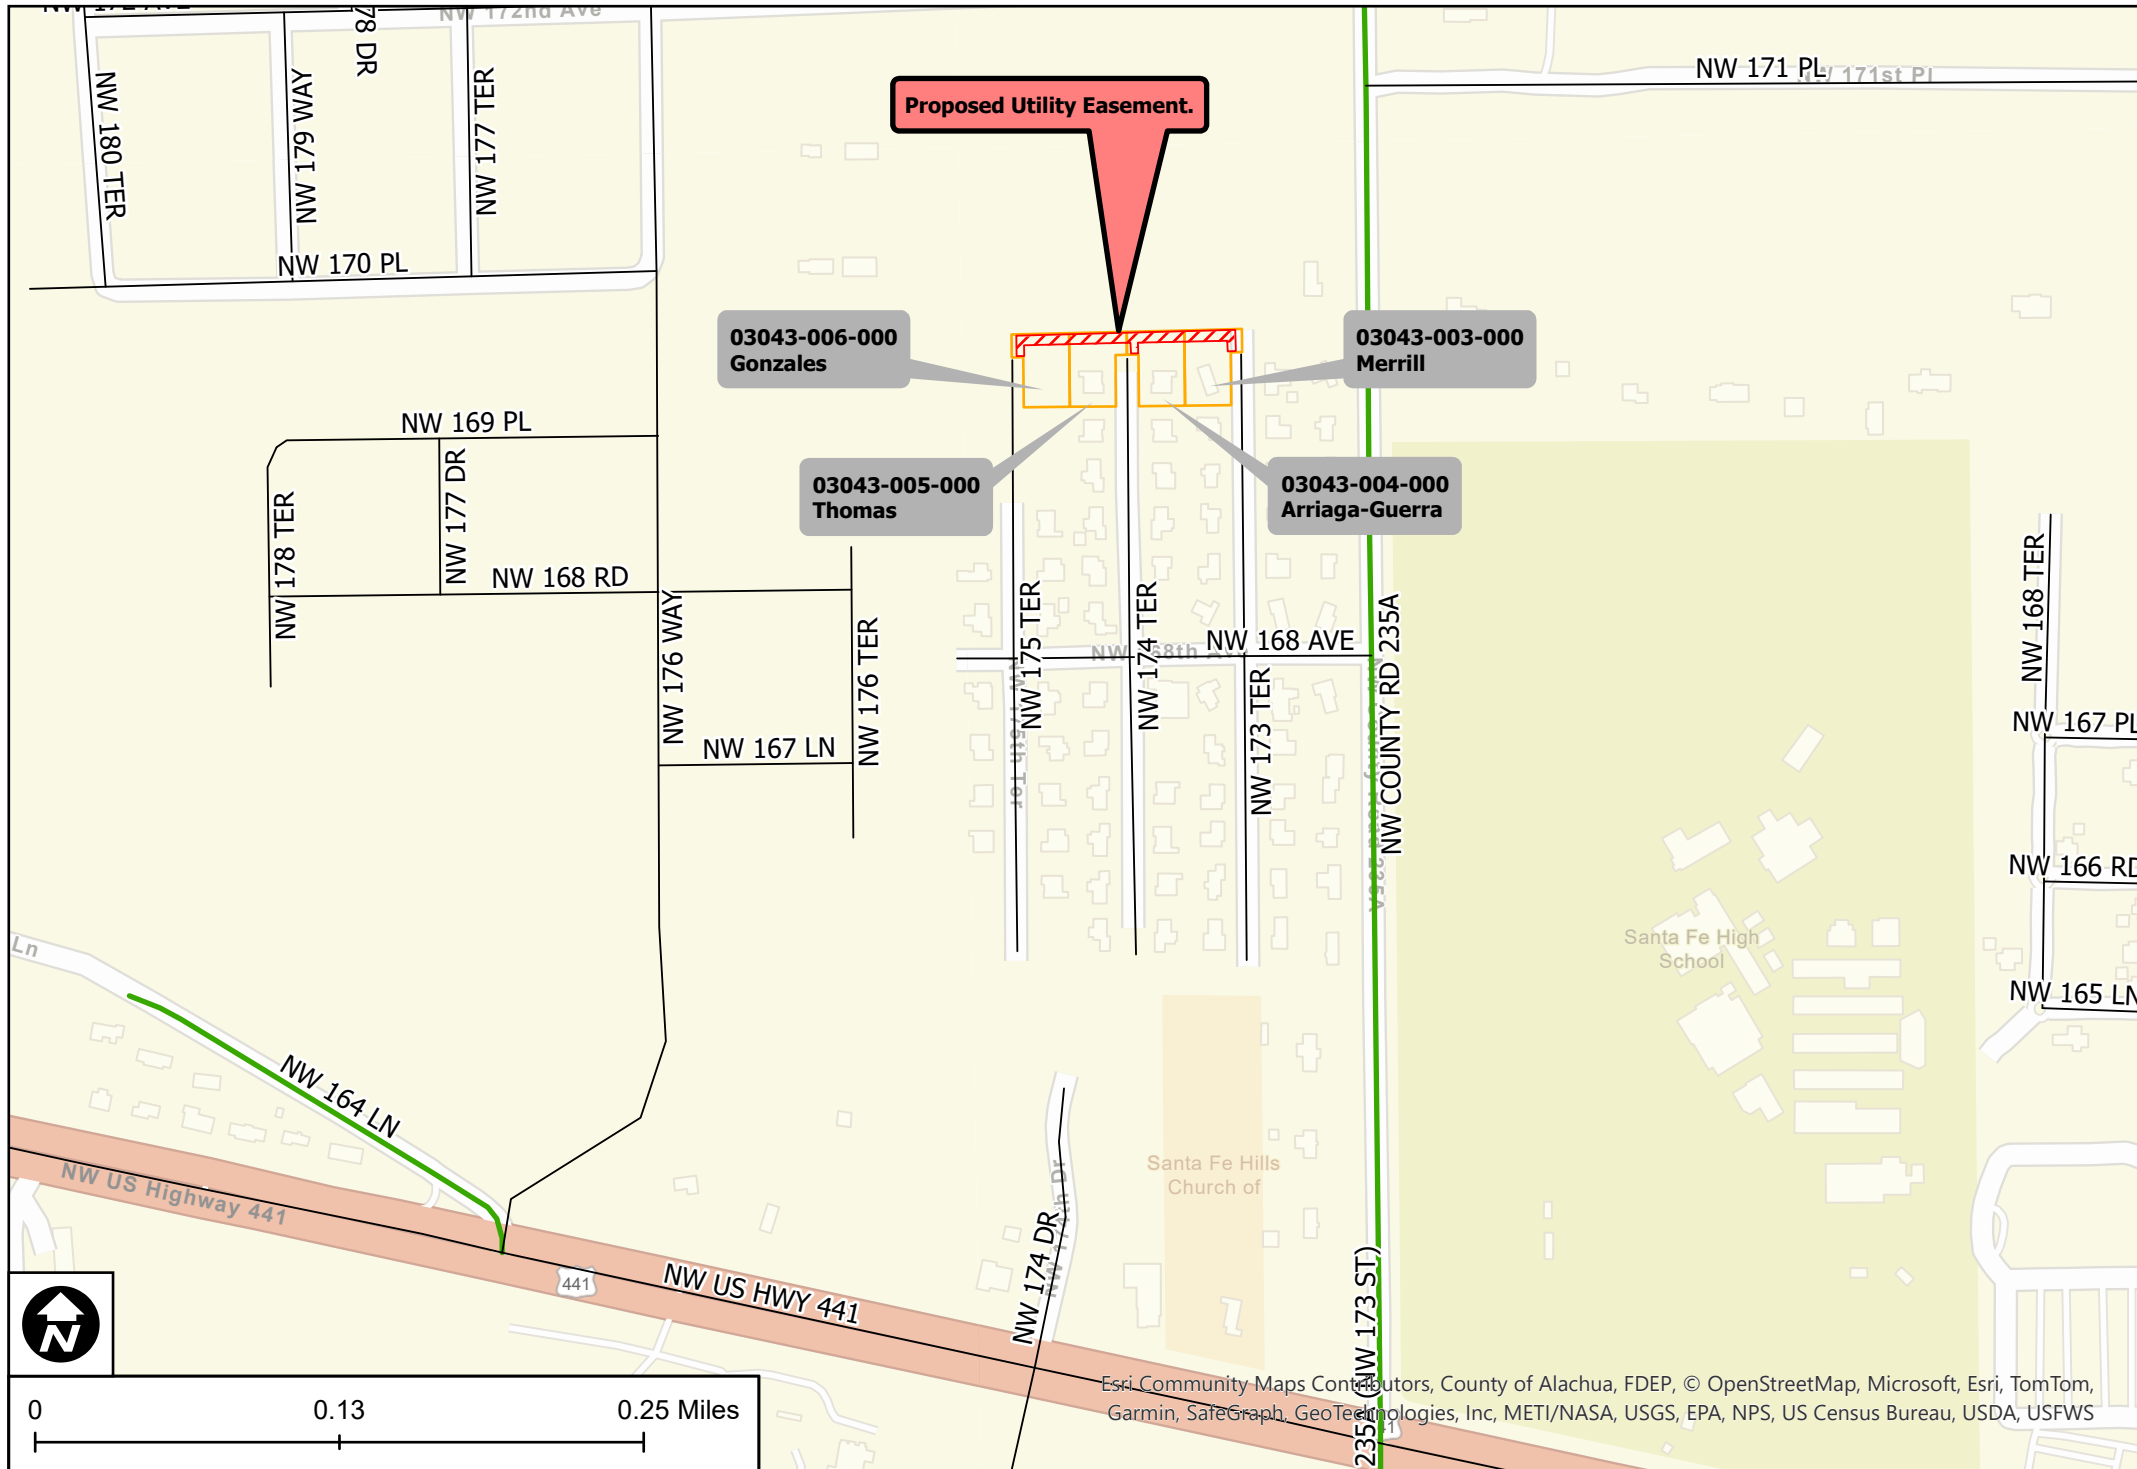 NW 172nd Ave
78 DR
NW 171 PL
NW 180 TER
NW 179 WAY
NW 177 TER
Proposed Utility Easement.
NW 170 PL
03043-006-000
Gonzales
03043-003-000
Merrill
NW 169 PL
03043-005-000
Thomas
03043-004-000
Arriaga-Guerra
NW 178 TER
NW 177 DR
NW 168 RD
NW 176 WAY
NW 176 TER
NW 175 TER
NW 174 TER
NW 168 AVE
NW 173 TER
NW COUNTY RD 235A
NW 168 TER
NW 167 PL
NW 167 LN
NW 166 RD
Santa Fe High
School
NW 165 LN
Ln
NW 164 LN
Santa Fe Hills
Church of
NW US Highway 441
441
NW US HWY 441
NW 174 DR
235A (NW 173 ST)
N
0 0.13 0.25 Miles
Esri Community Maps Contributors, County of Alachua, FDEP, © OpenStreetMap, Microsoft, Esri, TomTom,
Garmin, SafeGraph, GeoTechnologies, Inc, METI/NASA, USGS, EPA, NPS, US Census Bureau, USDA, USFWS